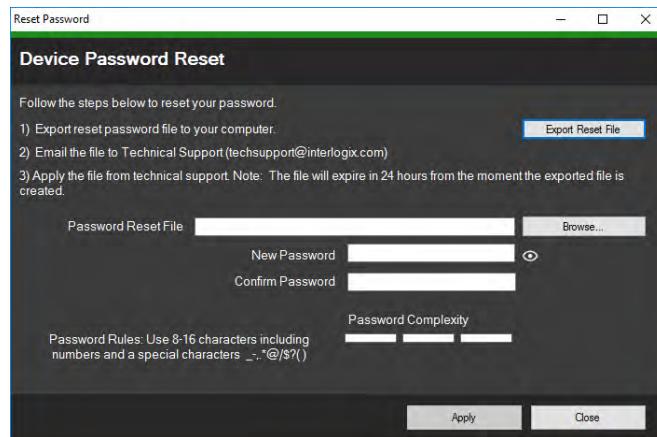 Reset Password
Device Password Reset
Follow the steps below to reset your password.
1) Export reset password file to your computer.
Export Reset File
2) Email the file to Technical Support (techsupport@interlogix.com)
3) Apply the file from technical support. Note: The file will expire in 24 hours from the moment the exported file is
created.
Password Reset File
Browse...
New Password
Confirm Password
Password Complexity
Password Rules: Use 8-16 characters including
numbers and a special characters _-,.*@/$?( )
Apply
Close